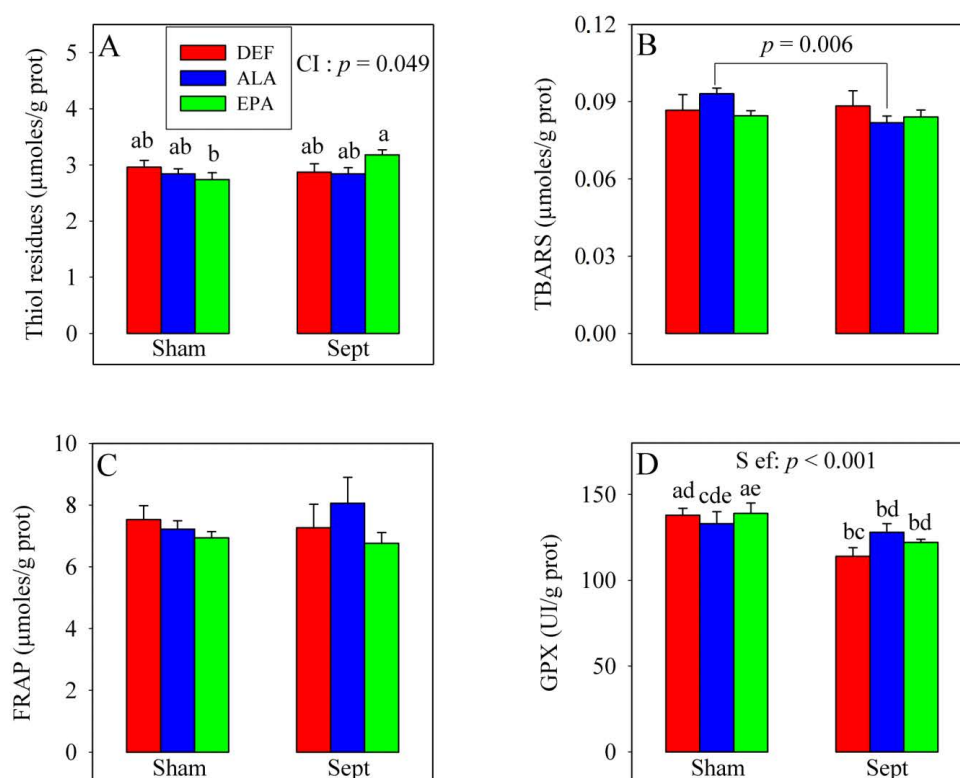 A
DEF
ALA
EPA
CI : p = 0.049
Thiol residues (µmoles/g prot)
5
4
3
2
1
0
ab ab b ab ab a
Sham Sept
B
p = 0.006
TBARS (µmoles/g prot)
0.12
0.09
0.06
0.03
0.00
C
FRAP (µmoles/g prot)
10
8
6
4
2
0
Sham Sept
D
S ef: p < 0.001
GPX (UI/g prot)
150
100
50
0
ad cde ae bc bd bd
Sham Sept